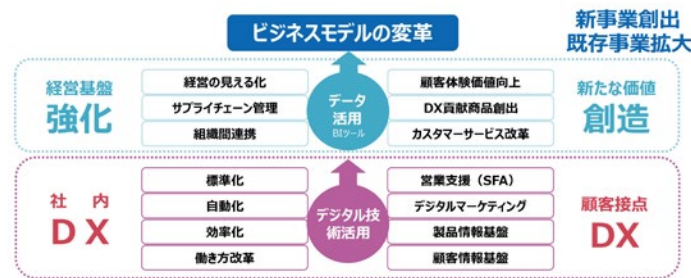 ビジネスモデルの変革
新事業創出
既存事業拡大
経営基盤
強化
経営の見える化
サプライチェーン管理
組織間連携
データ
活用
BIツール
顧客体験価値向上
DX貢献商品創出
カスタマーサービス改革
新たな価値
創造
社内
DX
標準化
自動化
効率化
働き方改革
デジタル技
術活用
営業支援（SFA）
デジタルマーケティング
製品情報基盤
顧客情報基盤
顧客接点
DX